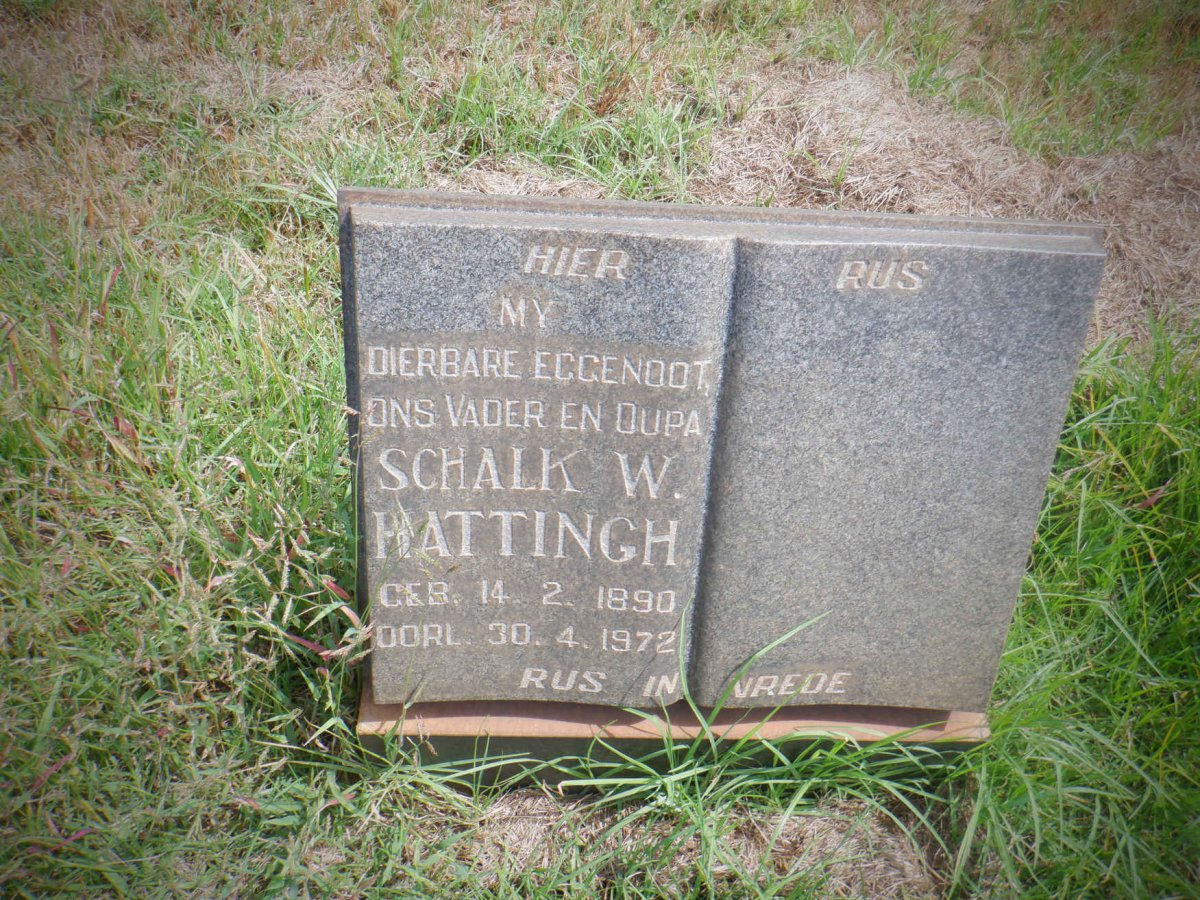 HIER RUS
MY
DIERBARE EGGENOOT,
ONS VADER EN OUPA
SCHALK W.
HATTINGH
GEB. 14. 2. 1890
OORL. 30. 4. 1972
RUS IN VREDE